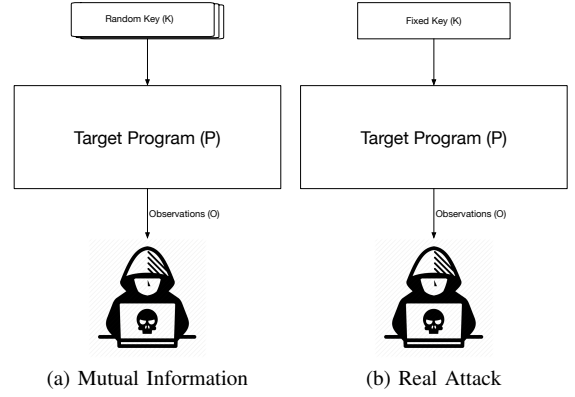 Random Key (K)
Fixed Key (K)
Target Program (P)
Target Program (P)
Observations (O)
Observations (O)
(a) Mutual Information
(b) Real Attack